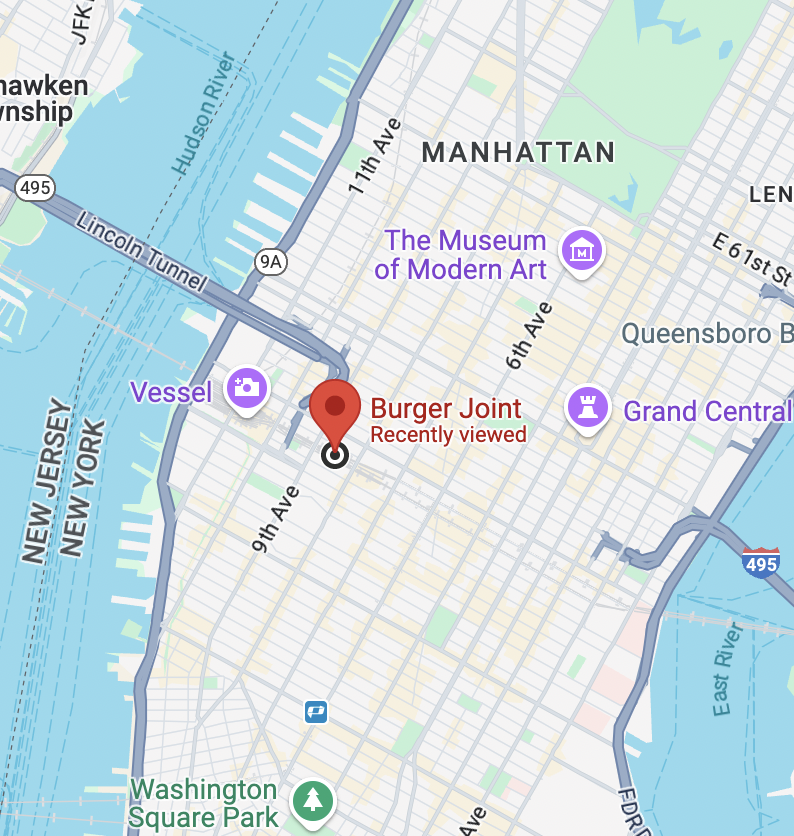 JFK
hawken
wnship
Hudson River
11th Ave
MANHATTAN
LEN
495
Lincoln Tunnel
9A
The Museum
of Modern Art
M
E 61st St
6th Ave
Queensboro B
Vessel
Burger Joint
Recently viewed
Grand Central
NEW JERSEY
NEW YORK
9th Ave
495
East River
Washington
Square Park
Ave
FDR